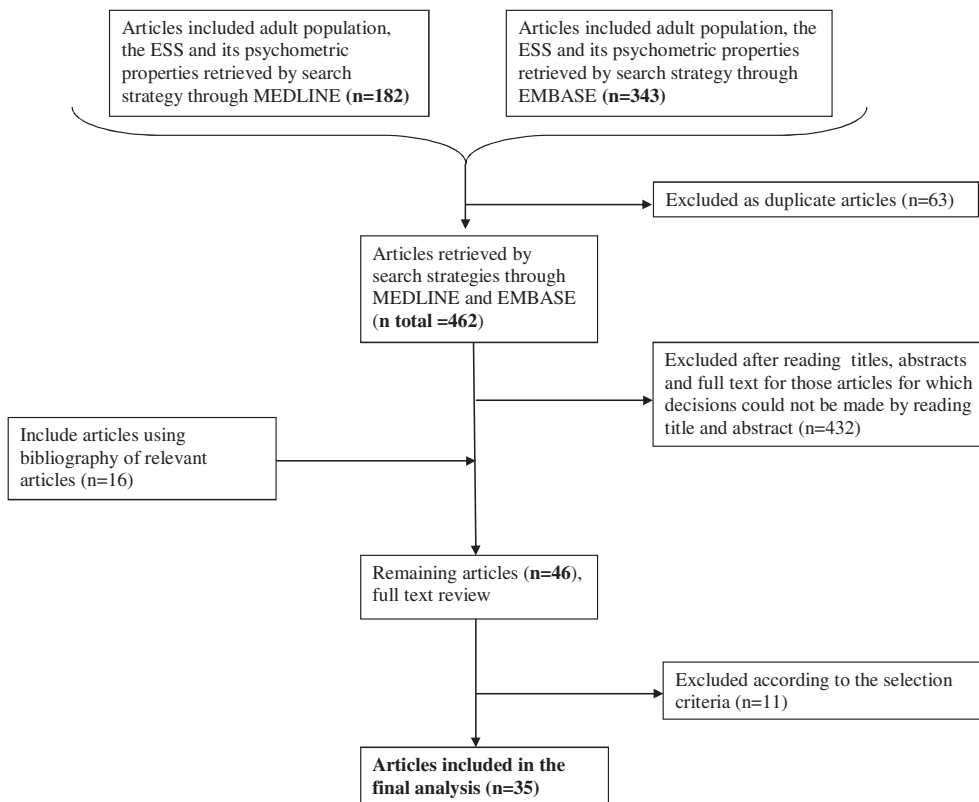 Articles included adult population,
the ESS and its psychometric
properties retrieved by search
strategy through MEDLINE (n=182)
Articles included adult population, the
ESS and its psychometric properties
retrieved by search strategy through
EMBASE (n=343)
Excluded as duplicate articles (n=63)
Articles retrieved by
search strategies through
MEDLINE and EMBASE
(n total =462)
Excluded after reading titles, abstracts
and full text for those articles for which
decisions could not be made by reading
title and abstract (n=432)
Include articles using
bibliography of relevant
articles (n=16)
Remaining articles (n=46),
full text review
Excluded according to the selection
criteria (n=11)
Articles included in the
final analysis (n=35)